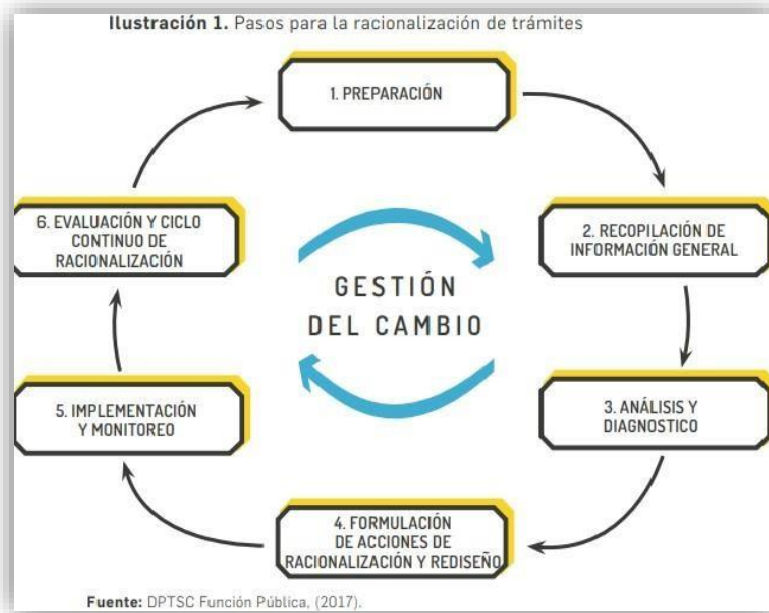 Ilustración 1. Pasos para la racionalización de trámites
1. PREPARACIÓN
2. RECOPILACIÓN DE
INFORMACIÓN GENERAL
3. ANÁLISIS Y
DIAGNOSTICO
4. FORMULACIÓN
DE ACCIONES DE
RACIONALIZACIÓN Y REDISEÑO
5. IMPLEMENTACIÓN
Y MONITOREO
6. EVALUACIÓN Y CICLO
CONTINUO DE
RACIONALIZACIÓN
GESTIÓN
DEL CAMBIO
Fuente: DPTSC Función Pública, (2017).